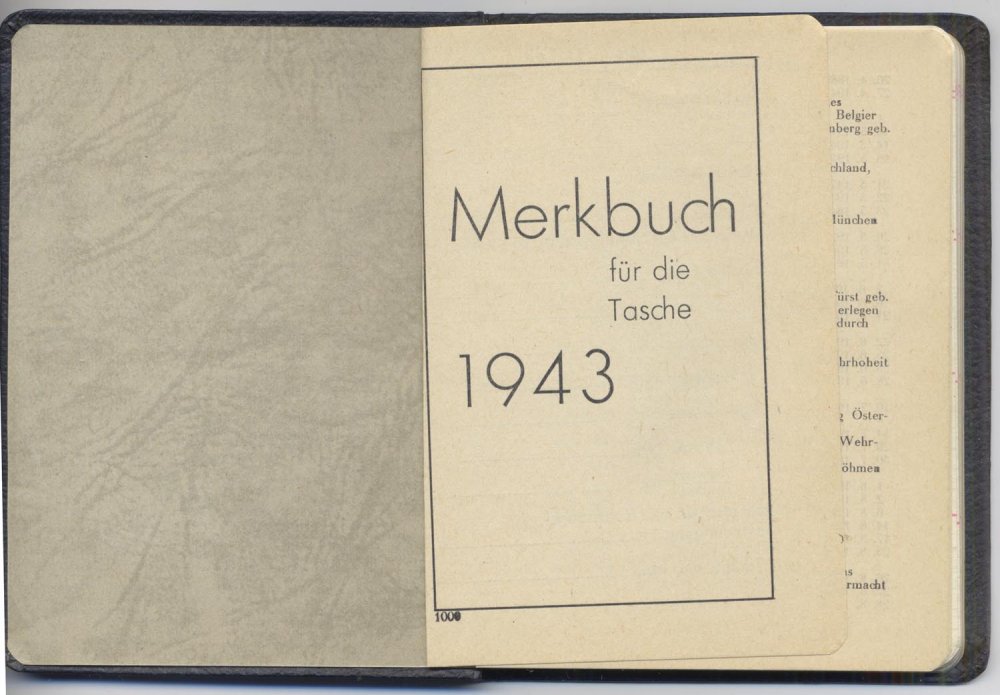 Merkbuch
für die
Tasche
1943
es
Belgier
nberg geb.
chland,
München
ürst geb.
erlegen
durch
hrhoheit
g Öster-
Wehr-
öhmen
ns
rmacht